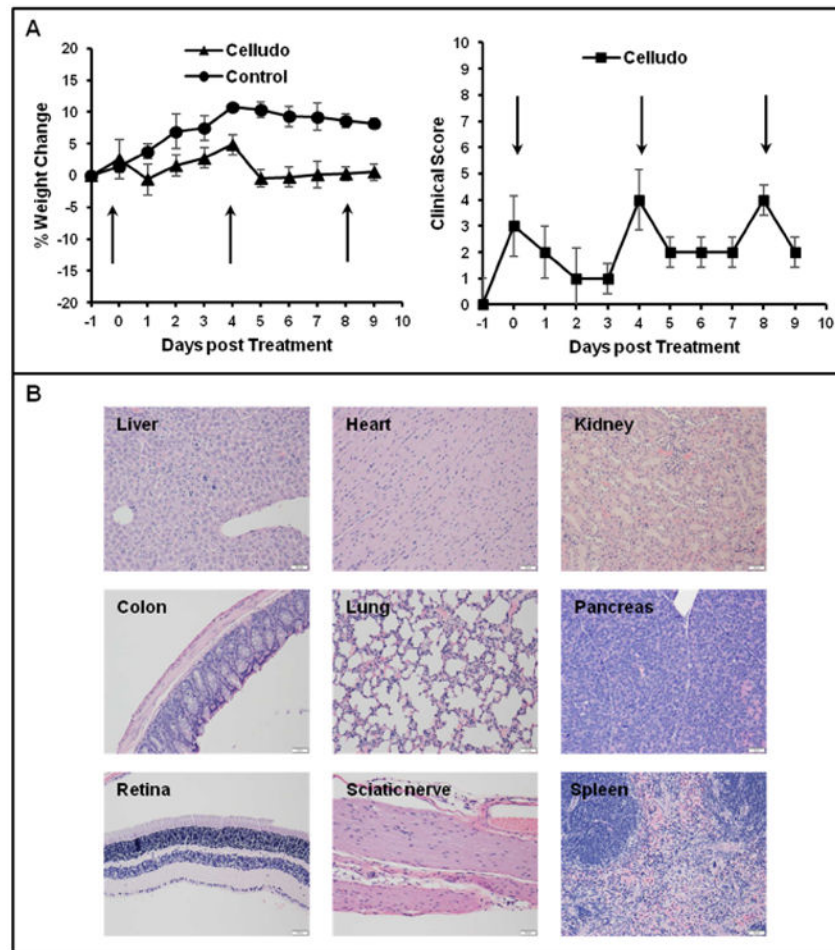 A
Celludo
Control
20
15
10
5
0
-5
-10
-15
-20
% Weight Change
-1 0 1 2 3 4 5 6 7 8 9 10
Days post Treatment
Celludo
10
9
8
7
6
5
4
3
2
1
0
Clinical Score
-1 0 1 2 3 4 5 6 7 8 9 10
Days post Treatment
B
Liver
Heart
Kidney
Colon
Lung
Pancreas
Retina
Sciatic nerve
Spleen